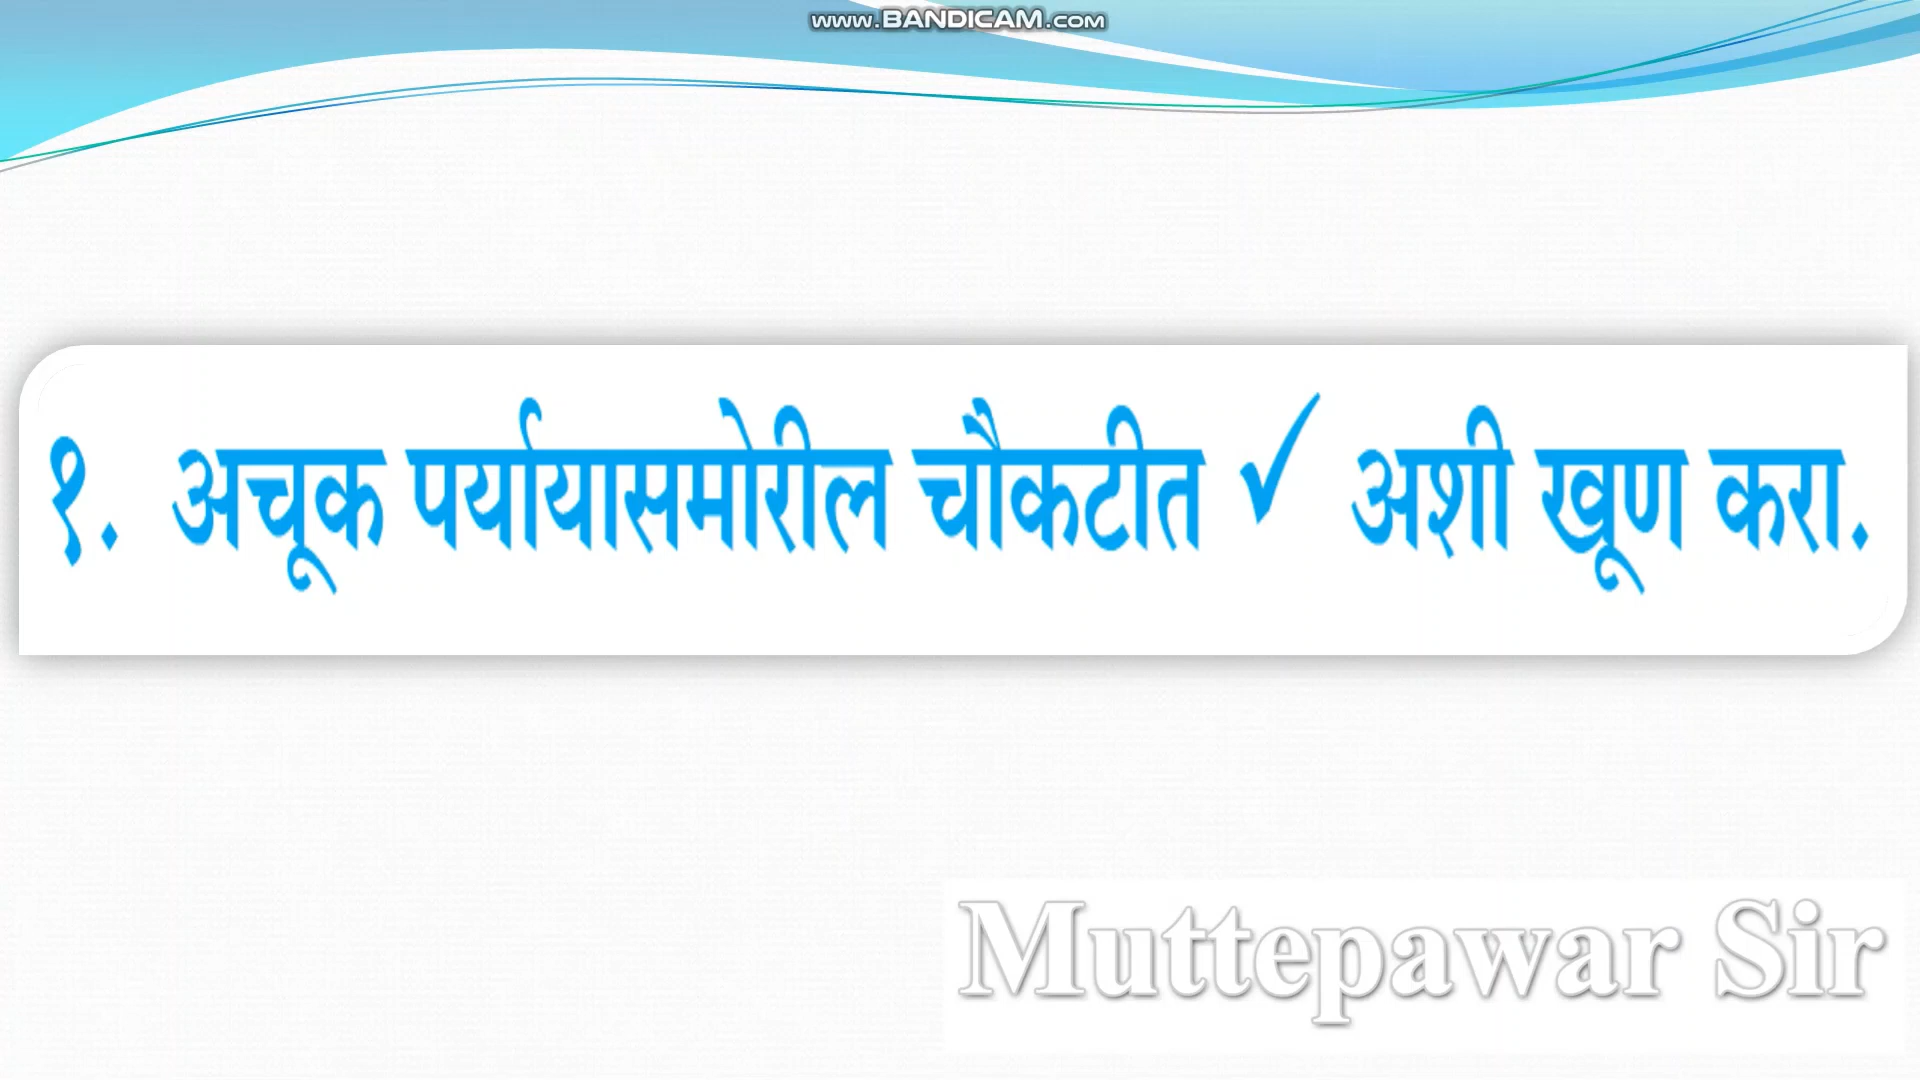 www.BANDICAM.com
१. अचूक पर्यायासमोरील चौकटीत ✓ अशी खूण करा.
Muttepawar Sir